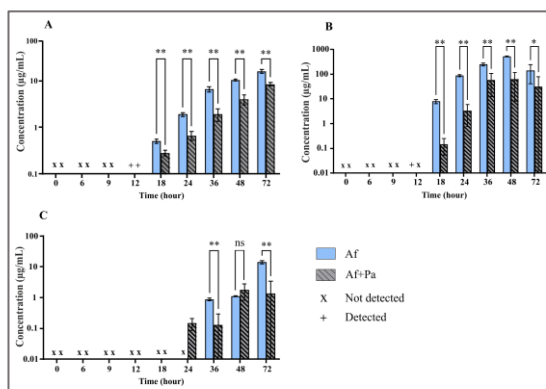 A
Concentration (µg/mL)
100
10
1
0.1
** ** ** ** **
x x x x x x + +
0 6 9 12 18 24 36 48 72
Time (hour)
B
Concentration (µg/mL)
1000
100
10
1
0.1
0.01
** ** ** ** *
x x x x x x + x
0 6 9 12 18 24 36 48 72
Time (hour)
C
Concentration (µg/mL)
100
10
1
0.1
0.01
** ns **
x x x x x x x x x x x
0 6 9 12 18 24 36 48 72
Time (hour)
Af
Af+Pa
x Not detected
+ Detected